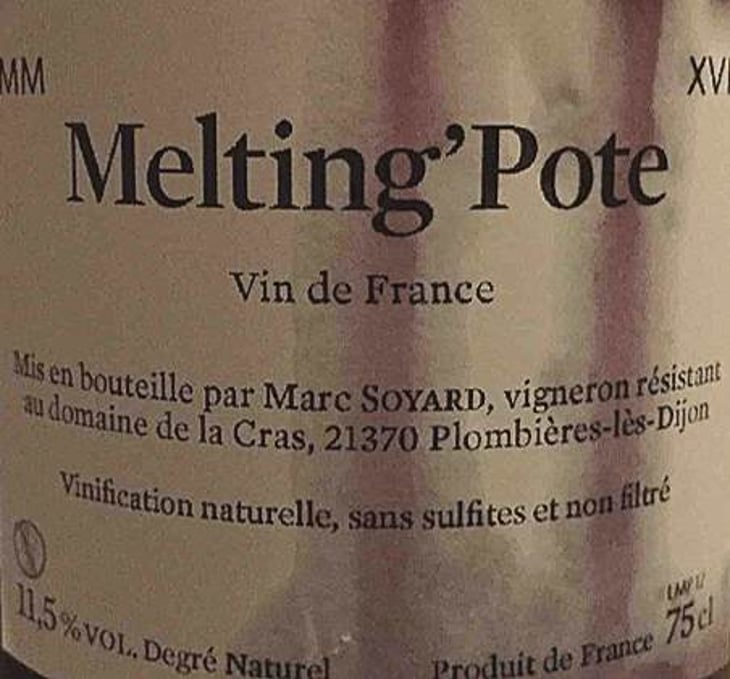 MM XVI
Melting'Pote
Vin de France
Mis en bouteille par Marc SOYARD, vigneron résistant
au domaine de la Cras, 21370 Plombières-lès-Dijon
Vinification naturelle, sans sulfites et non filtré
11,5%VOL. Degré Naturel
Produit de France 75cl